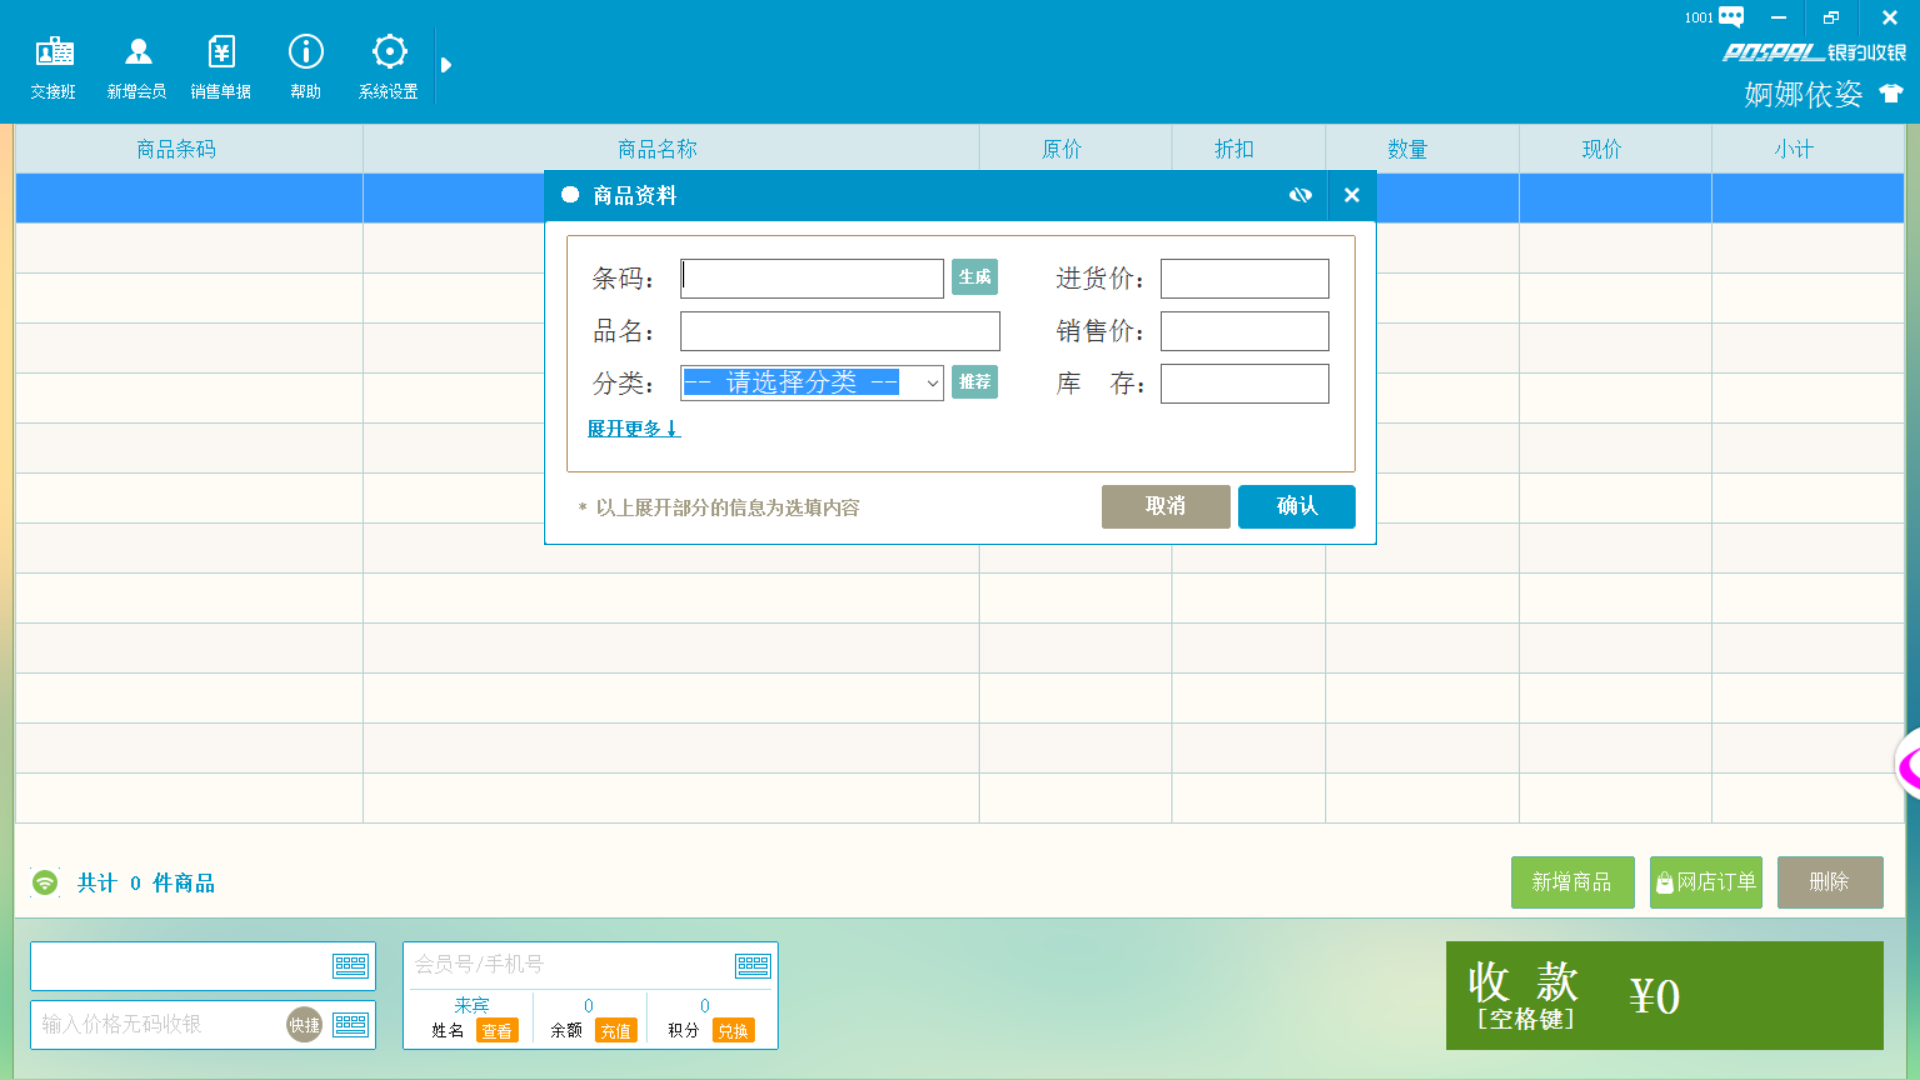 1001
POSPAL 银豹收银
婀娜依姿
交接班 新增会员 销售单据 帮助 系统设置
商品条码 商品名称 原价 折扣 数量 现价 小计
商品资料
条码： 生成 进货价：
品名： 销售价：
分类： -- 请选择分类 -- 推荐 库 存：
展开更多↓
* 以上展开部分的信息为选填内容 取消 确认
共计 0 件商品 新增商品 网店订单 删除
会员号/手机号
输入价格无码收银 快捷
来宾 0 0
姓名 查看 余额 充值 积分 兑换
收 款 ¥0
[空格键]